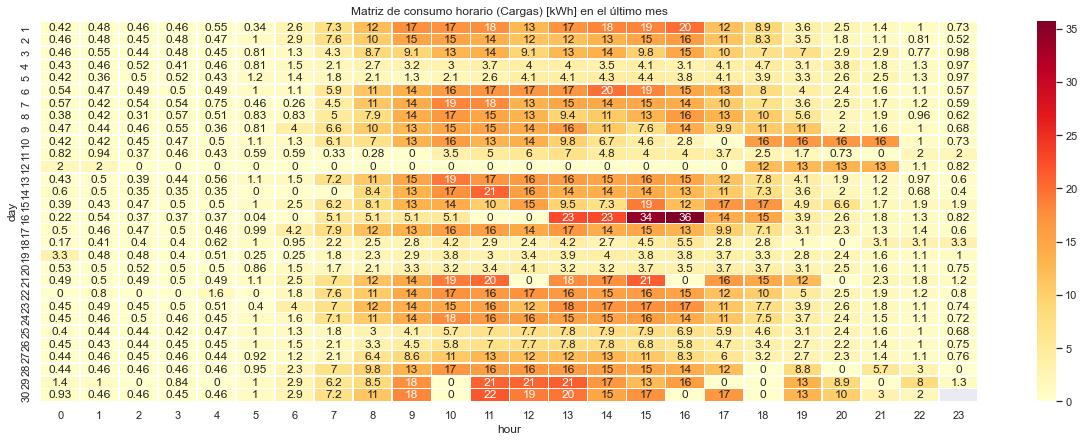 Matriz de consumo horario (Cargas) [kWh] en el último mes
1 0.42 0.48 0.46 0.46 0.55 0.34 2.6 7.3 12 17 17 18 13 17 18 19 20 12 8.9 3.6 2.5 1.4 1 0.73
2 0.46 0.45 0.48 0.45 0.47 1 2.9 7.6 10 15 15 14 12 12 13 15 16 11 8.3 3.5 1.8 1.1 0.81 0.52
3 0.46 0.55 0.44 0.48 0.45 0.81 1.3 4.3 8.7 9.1 13 14 9.1 13 14 9.8 15 10 7 7 2.9 2.9 0.77 0.98
4 0.43 0.46 0.52 0.41 0.46 0.81 1.5 2.1 2.7 3.2 3 3.7 4 4 3.5 4.1 3.1 4.1 4.7 3.1 3.8 1.8 1.3 0.97
5 0.42 0.36 0.5 0.52 0.43 1.2 1.4 1.8 2.1 1.3 2.1 2.6 4.1 4.1 4.3 4.4 3.8 4.1 3.9 3.3 2.6 2.5 1.3 0.97
6 0.54 0.47 0.49 0.5 0.49 1 1.1 5.9 11 14 16 17 17 17 20 19 15 13 8 4 2.4 1.6 1.1 0.57
7 0.57 0.42 0.54 0.54 0.75 0.46 0.26 4.5 11 14 19 18 13 15 14 15 14 10 7 3.6 2.5 1.7 1.2 0.59
8 0.38 0.42 0.31 0.57 0.51 0.83 0.83 5 7.9 14 17 15 13 9.4 11 13 16 13 10 5.6 2 1.9 0.96 0.62
9 0.47 0.44 0.46 0.55 0.36 0.81 4 6.6 10 13 15 15 14 16 11 7.6 14 9.9 11 11 2 1.6 1 0.68
10 0.42 0.42 0.45 0.47 0.5 1.1 1.3 6.1 7 13 16 13 14 9.8 6.7 4.6 2.8 0 16 16 16 16 1 0.73
11 0.82 0.94 0.37 0.46 0.43 0.59 0.59 0.33 0.28 0 3.5 5 6 7 4.8 4 4 3.7 2.5 1.7 0.73 0 2 2
12 2 2 0 0 0 0 0 0 0 0 0 0 0 0 0 0 0 0 12 13 13 13 1.1 0.82
13 0.43 0.5 0.39 0.44 0.56 1.1 1.5 7.2 11 15 19 17 16 16 15 16 15 12 7.8 4.1 1.9 1.2 0.97 0.6
14 0.6 0.5 0.35 0.35 0.35 0 0 0 8.4 13 17 21 16 14 14 14 13 11 7.3 3.6 2 1.2 0.68 0.4
15 0.39 0.43 0.47 0.5 0.5 1 2.5 6.2 8.1 13 14 10 15 9.5 7.3 19 12 17 17 4.9 6.6 1.7 1.9 1.9
16 0.22 0.54 0.37 0.37 0.37 0.04 0 5.1 5.1 5.1 5.1 0 0 23 23 34 36 14 15 3.9 2.6 1.8 1.3 0.82
17 0.5 0.46 0.47 0.5 0.46 0.99 4.2 7.9 12 13 16 16 14 17 14 15 13 9.9 7.1 3.1 2.3 1.3 1.4 0.6
18 0.17 0.41 0.4 0.4 0.62 1 0.95 2.2 2.5 2.8 4.2 2.9 2.4 4.2 2.7 4.5 5.5 2.8 2.8 1 0 3.1 3.1 3.3
19 3.3 0.48 0.48 0.4 0.51 0.25 0.25 1.8 2.3 2.9 3.8 3 3.4 3.9 4 3.8 3.8 3.7 3.3 2.8 2.4 1.6 1.1 1
20 0.53 0.5 0.52 0.5 0.5 0.86 1.5 1.7 2.1 3.3 3.2 3.4 4.1 3.2 3.2 3.7 3.5 3.7 3.7 3.1 2.5 1.6 1.1 0.75
21 0.49 0.5 0.49 0.5 0.49 1.1 2.5 7 12 14 19 20 0 18 17 21 0 16 15 12 0 2.3 1.8 1.2
22 0 0.8 0 0 1.6 0 1.8 7.6 11 14 17 16 17 16 15 16 15 12 10 5 2.5 1.9 1.2 0.8
23 0.45 0.49 0.45 0.5 0.51 0.4 4 7 12 14 15 16 12 18 17 17 17 11 7.7 3.9 2.6 1.8 1.1 0.74
24 0.45 0.46 0.5 0.46 0.45 1 1.6 7.1 11 14 18 16 16 15 15 16 14 11 7.5 3.7 2.4 1.5 1.1 0.72
25 0.4 0.44 0.44 0.42 0.47 1 1.3 1.8 3 4.1 5.7 7 7.7 7.8 7.9 7.9 6.9 5.9 4.6 3.1 2.4 1.6 1 0.68
26 0.45 0.43 0.44 0.45 0.45 1 1.5 2.1 3.3 4.5 5.8 7 7.7 7.8 7.8 6.8 5.8 4.7 3.4 2.7 2.2 1.4 1 0.75
27 0.44 0.46 0.45 0.46 0.44 0.92 1.2 2.1 6.4 8.6 11 13 12 12 13 11 8.3 6 3.2 2.7 2.3 1.4 1.1 0.76
28 0.44 0.46 0.48 0.46 0.46 0.95 2.3 7 9.8 13 17 16 16 16 15 15 14 12 0 8.8 0 5.7 3 0
29 1.4 1 0 0.84 0 1 2.9 6.2 8.5 18 0 21 21 21 17 13 16 0 0 13 8.9 0 8 1.3
30 0.93 0.46 0.46 0.45 0.46 1 2.9 7.2 11 18 0 22 19 20 15 17 0 17 0 13 10 3 2
day
0 1 2 3 4 5 6 7 8 9 10 11 12 13 14 15 16 17 18 19 20 21 22 23
hour
35
30
25
20
15
10
5
0